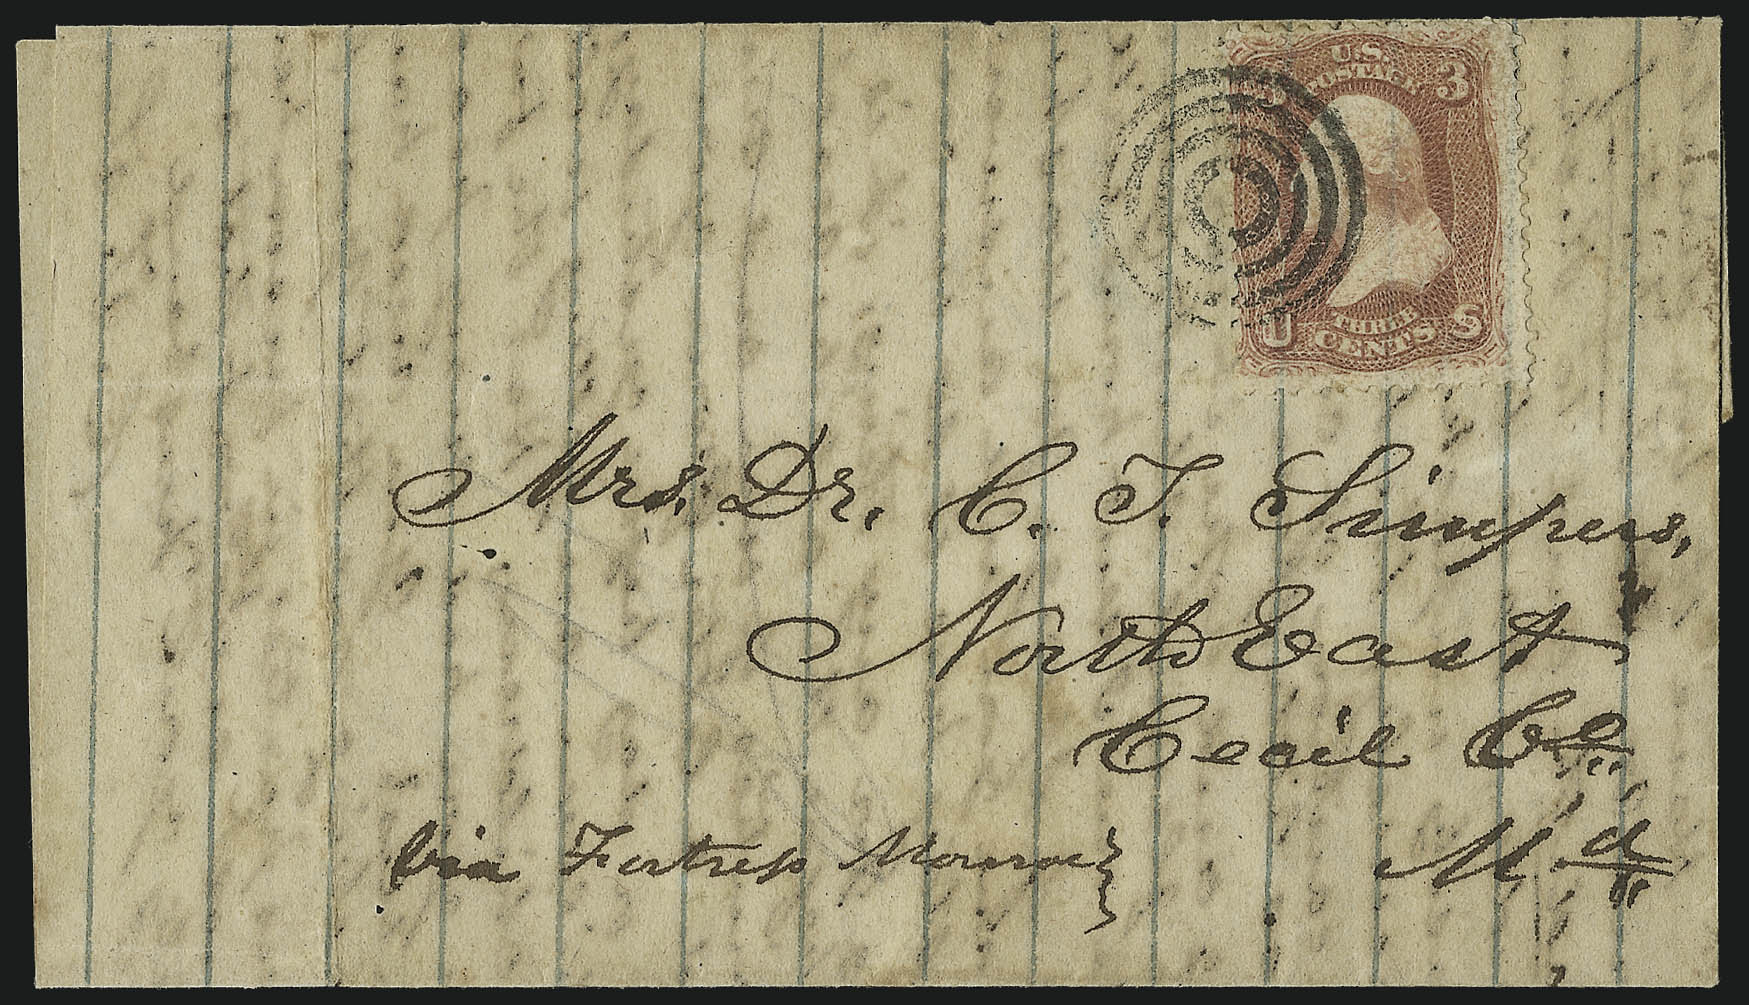 U.S.
POSTAGE
3
U S
THREE
CENTS
Mrs. Dr. C. T. Simpers,
North East
Cecil Co.
via Fortress Monroe
Md